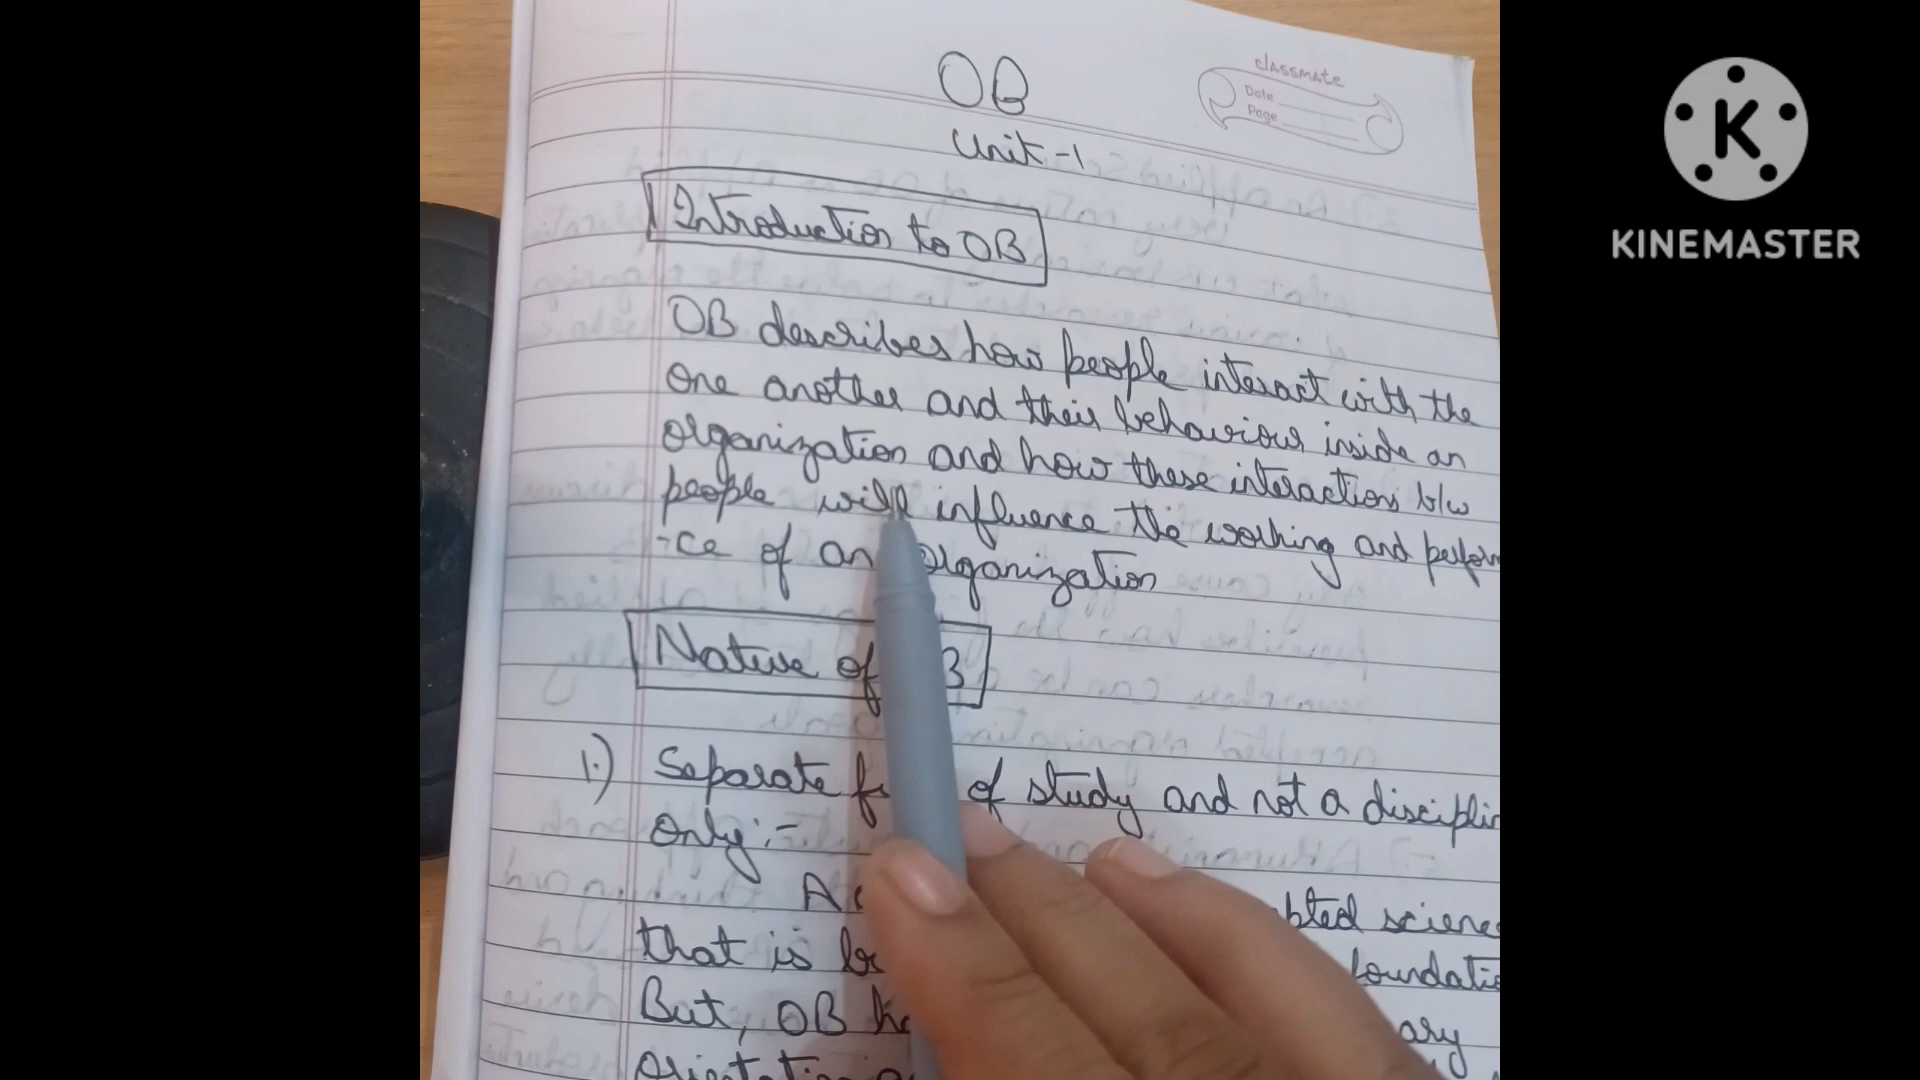 OB
classmate
Date
Page
Unit-1
Introduction to OB
OB describes how people interact with the
one another and their behaviour inside an
organization and how these interactions b/w
people will influence the working and perform
-ce of an organization
Nature of
1.) Separate of study and not a disciplin
only:-
science
that is
But, OB
KINEMASTER